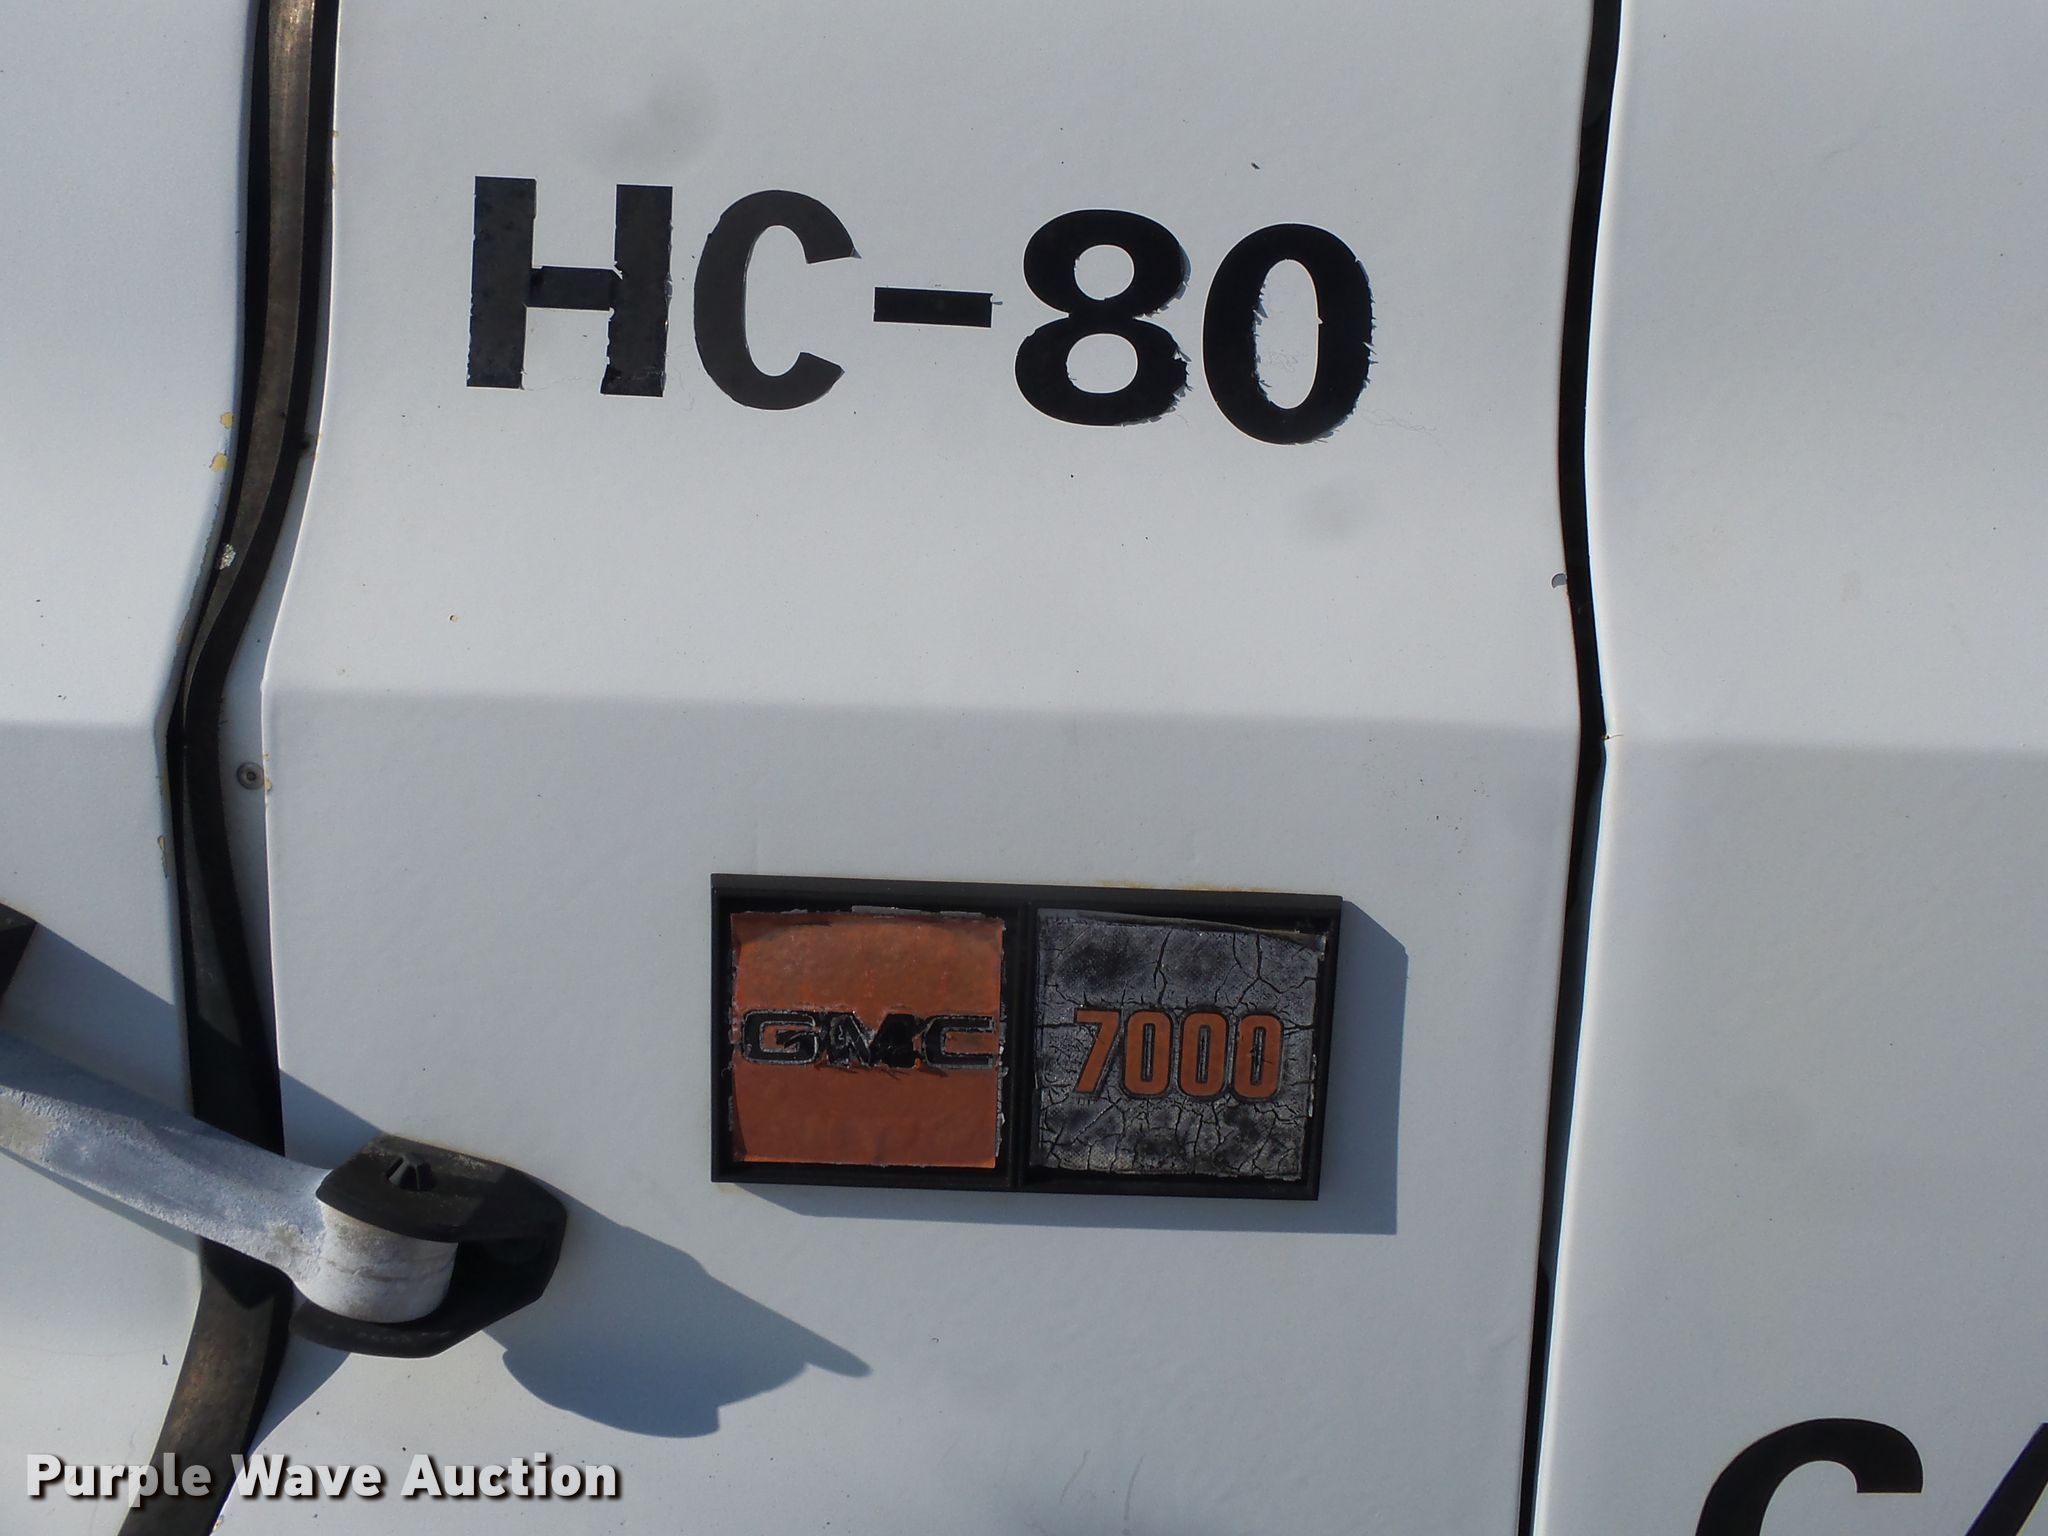 HC-80
GMC 7000
Purple Wave Auction